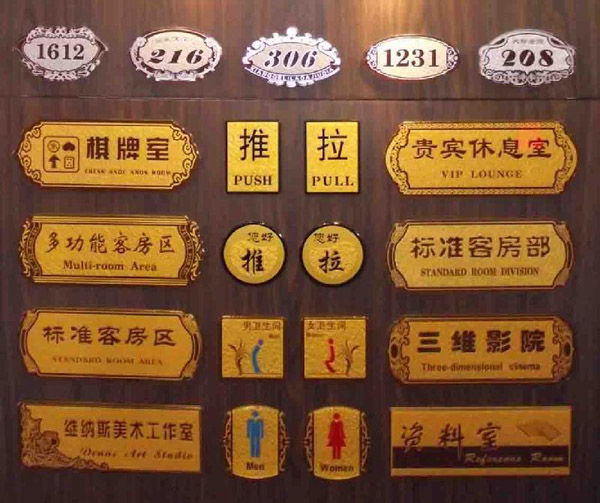 1612
216
306
1231
208
棋牌室
推
PUSH
拉
PULL
贵宾休息室
VIP LOUNGE
多功能客房区
Multi-room Area
您好
推
您好
拉
标准客房部
STANDARD ROOM DIVISION
标准客房区
STANDARD ROOM AREA
男卫生间
女卫生间
三维影院
Three-dimensional cinema
维纳斯美术工作室
Venus Art Studio
Men
Women
资料室
Reference Room